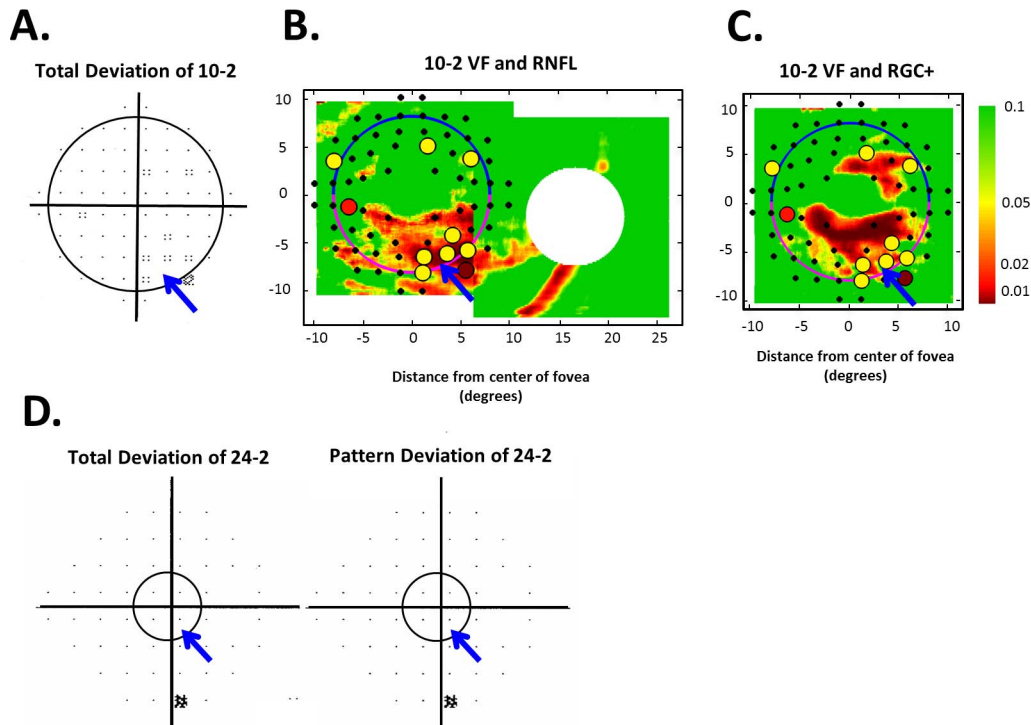 A.
Total Deviation of 10-2
B.
10-2 VF and RNFL
10
5
0
-5
-10
-10 -5 0 5 10 15 20 25
Distance from center of fovea
(degrees)
C.
10-2 VF and RGC+
10
5
0
-5
-10
-10 -5 0 5 10
Distance from center of fovea
(degrees)
0.1
0.05
0.02
0.01
D.
Total Deviation of 24-2
Pattern Deviation of 24-2